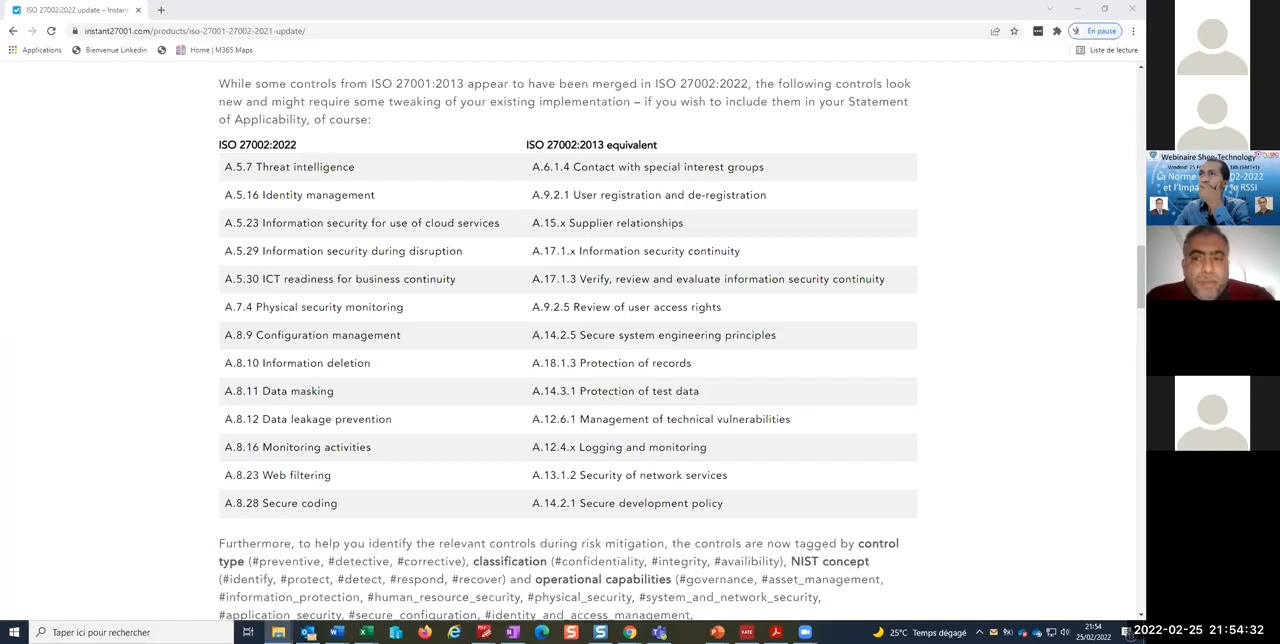 ISO 27002:2022 update – Instant
instant27001.com/products/iso-27001-27002-2021-update/
En pause
Applications
Bienvenue Linkedin
Home | M365 Maps
Liste de lecture
While some controls from ISO 27001:2013 appear to have been merged in ISO 27002:2022, the following controls look
new and might require some tweaking of your existing implementation – if you wish to include them in your Statement
of Applicability, of course:
ISO 27002:2022 ISO 27002:2013 equivalent
A.5.7 Threat intelligence A.6.1.4 Contact with special interest groups
A.5.16 Identity management A.9.2.1 User registration and de-registration
A.5.23 Information security for use of cloud services A.15.x Supplier relationships
A.5.29 Information security during disruption A.17.1.x Information security continuity
A.5.30 ICT readiness for business continuity A.17.1.3 Verify, review and evaluate information security continuity
A.7.4 Physical security monitoring A.9.2.5 Review of user access rights
A.8.9 Configuration management A.14.2.5 Secure system engineering principles
A.8.10 Information deletion A.18.1.3 Protection of records
A.8.11 Data masking A.14.3.1 Protection of test data
A.8.12 Data leakage prevention A.12.6.1 Management of technical vulnerabilities
A.8.16 Monitoring activities A.12.4.x Logging and monitoring
A.8.23 Web filtering A.13.1.2 Security of network services
A.8.28 Secure coding A.14.2.1 Secure development policy
Furthermore, to help you identify the relevant controls during risk mitigation, the controls are now tagged by control
type (#preventive, #detective, #corrective), classification (#confidentiality, #integrity, #availibility), NIST concept
(#identify, #protect, #detect, #respond, #recover) and operational capabilities (#governance, #asset_management,
#information_protection, #human_resource_security, #physical_security, #system_and_network_security,
#application_security, #secure_configuration, #identity_and_access_management,
Webinaire Shep-Technology
Norme
02-2022
et l'Impa
le RSSI
Taper ici pour rechercher
25°C Temps dégagé
21:54
25/02/2022
2022-02-25 21:54:32